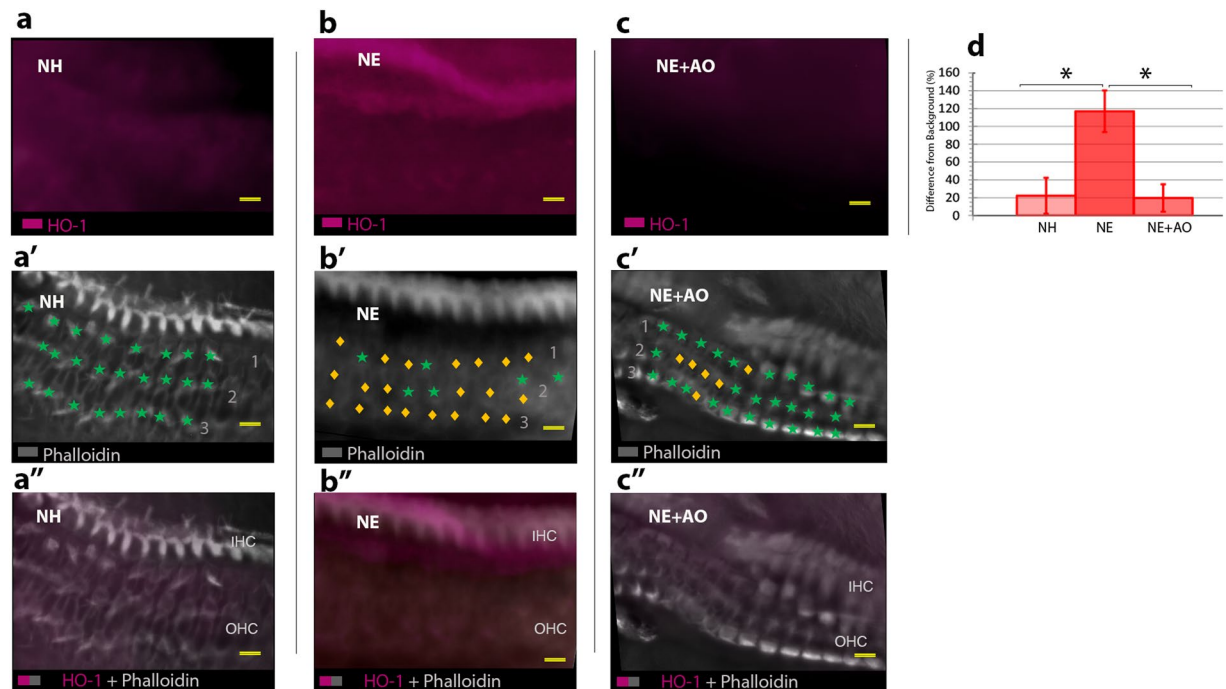 a
b
c
d
NH
NE
NE+AO
HO-1
HO-1
HO-1
Difference from Background (%)
160
140
120
100
80
60
40
20
0
*
*
NH
NE
NE+AO
a'
b'
c'
NH
NE
NE+AO
1
2
3
1
2
3
1
2
3
Phalloidin
Phalloidin
Phalloidin
a"
b"
c"
NH
NE
NE+AO
IHC
IHC
IHC
OHC
OHC
OHC
HO-1 + Phalloidin
HO-1 + Phalloidin
HO-1 + Phalloidin